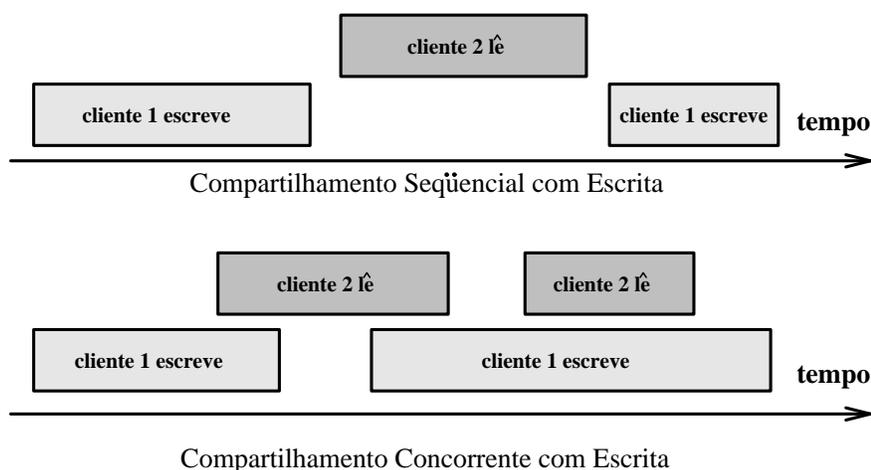 cliente 2 lê
cliente 1 escreve
cliente 1 escreve
tempo
Compartilhamento Seqüencial com Escrita
cliente 2 lê
cliente 2 lê
cliente 1 escreve
cliente 1 escreve
tempo
Compartilhamento Concorrente com Escrita